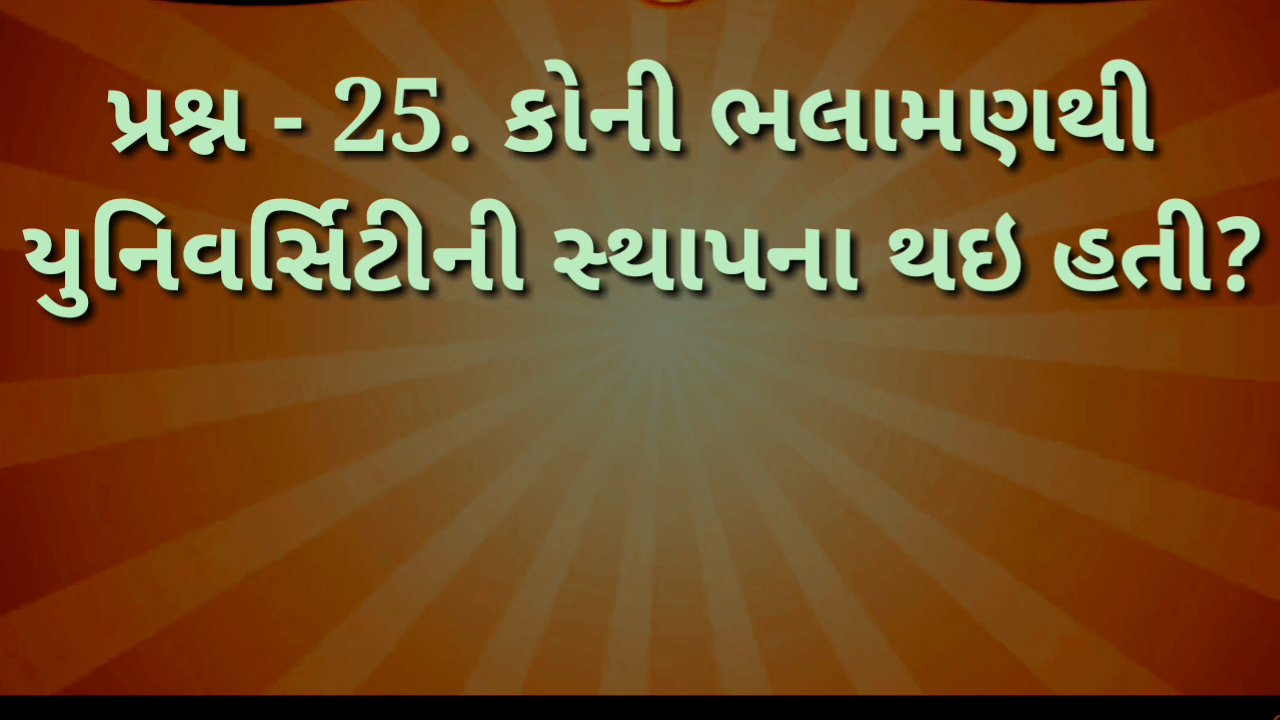 પ્રશ્ન - 25. કોની ભલામણથી
યુનિવર્સિટીની સ્થાપના થઇ હતી?